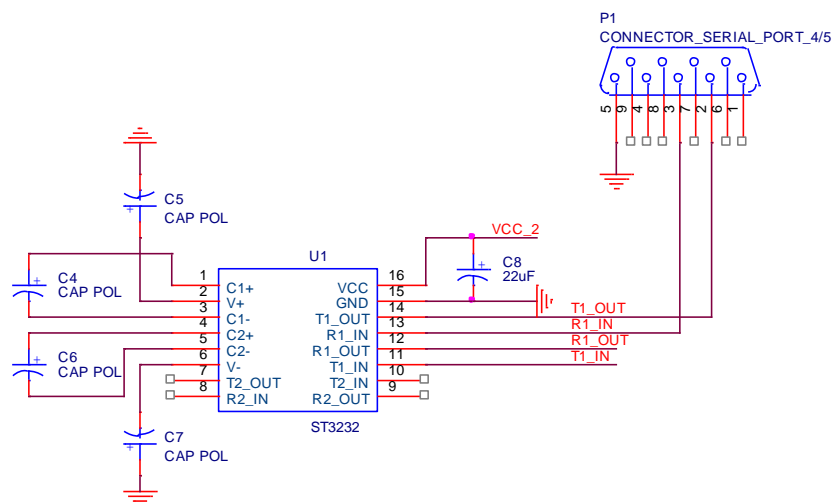 P1
CONNECTOR_SERIAL_PORT_4/5
5 9 4 8 3 7 2 6 1
C5
+ CAP POL
VCC_2
U1
C4
+
CAP POL
C8
+
22uF
1 C1+ VCC 16
2 V+ GND 15
3 C1- T1_OUT 14 T1_OUT
4 C2+ R1_IN 13 R1_IN
5 C2- R1_OUT 12 R1_OUT
6 V- T1_IN 11 T1_IN
7 T2_OUT T2_IN 10
8 R2_IN R2_OUT 9
C6
+
CAP POL
ST3232
C7
+ CAP POL